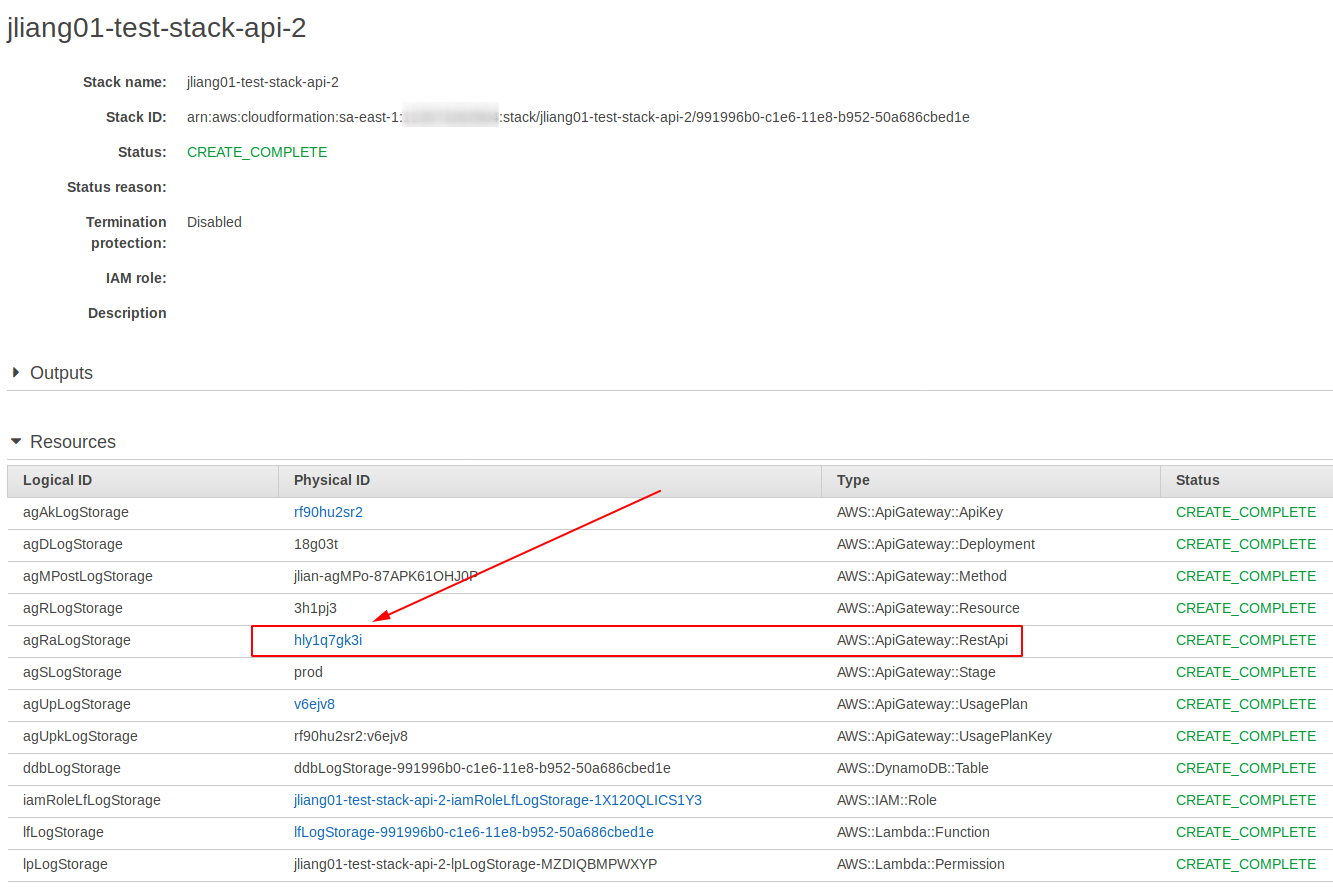 jliang01-test-stack-api-2
Stack name: jliang01-test-stack-api-2
Stack ID: arn:aws:cloudformation:sa-east-1: :stack/jliang01-test-stack-api-2/991996b0-c1e6-11e8-b952-50a686cbed1e
Status: CREATE_COMPLETE
Status reason:
Termination protection: Disabled
IAM role:
Description
Outputs
Resources
Logical ID Physical ID Type Status
agAkLogStorage rf90hu2sr2 AWS::ApiGateway::ApiKey CREATE_COMPLETE
agDLogStorage 18g03t AWS::ApiGateway::Deployment CREATE_COMPLETE
agMPostLogStorage jlian-agMPo-87APK61OHJ0P AWS::ApiGateway::Method CREATE_COMPLETE
agRLogStorage 3h1pj3 AWS::ApiGateway::Resource CREATE_COMPLETE
agRaLogStorage hly1q7gk3i AWS::ApiGateway::RestApi CREATE_COMPLETE
agSLogStorage prod AWS::ApiGateway::Stage CREATE_COMPLETE
agUpLogStorage v6ejv8 AWS::ApiGateway::UsagePlan CREATE_COMPLETE
agUpkLogStorage rf90hu2sr2:v6ejv8 AWS::ApiGateway::UsagePlanKey CREATE_COMPLETE
ddbLogStorage ddbLogStorage-991996b0-c1e6-11e8-b952-50a686cbed1e AWS::DynamoDB::Table CREATE_COMPLETE
iamRoleLfLogStorage jliang01-test-stack-api-2-iamRoleLfLogStorage-1X120QLICS1Y3 AWS::IAM::Role CREATE_COMPLETE
lfLogStorage lfLogStorage-991996b0-c1e6-11e8-b952-50a686cbed1e AWS::Lambda::Function CREATE_COMPLETE
lpLogStorage jliang01-test-stack-api-2-lpLogStorage-MZDIQBMPWXYP AWS::Lambda::Permission CREATE_COMPLETE